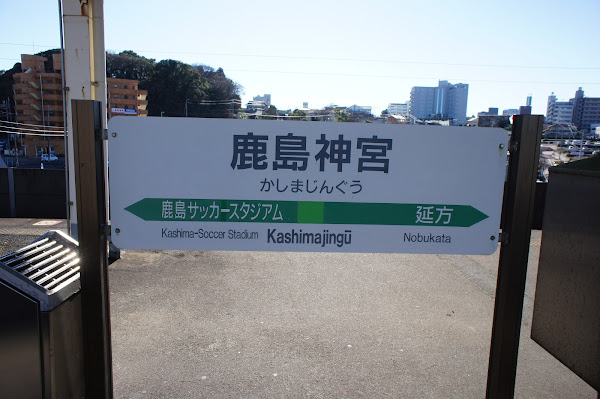 鹿島神宮
かしまじんぐう
鹿島サッカースタジアム 延方
Kashima-Soccer Stadium Kashimajingū Nobukata